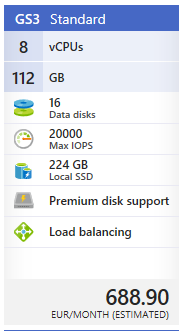 GS3 Standard
8 vCPUs
112 GB
16
Data disks
20000
Max IOPS
224 GB
Local SSD
Premium disk support
Load balancing
688.90
EUR/MONTH (ESTIMATED)